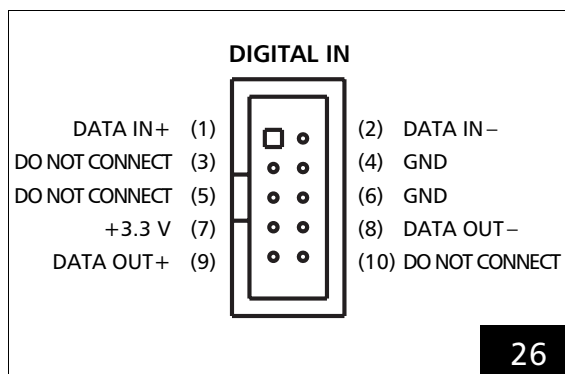 DIGITAL IN
DATA IN+ (1) (2) DATA IN–
DO NOT CONNECT (3) (4) GND
DO NOT CONNECT (5) (6) GND
+3.3 V (7) (8) DATA OUT–
DATA OUT+ (9) (10) DO NOT CONNECT
26